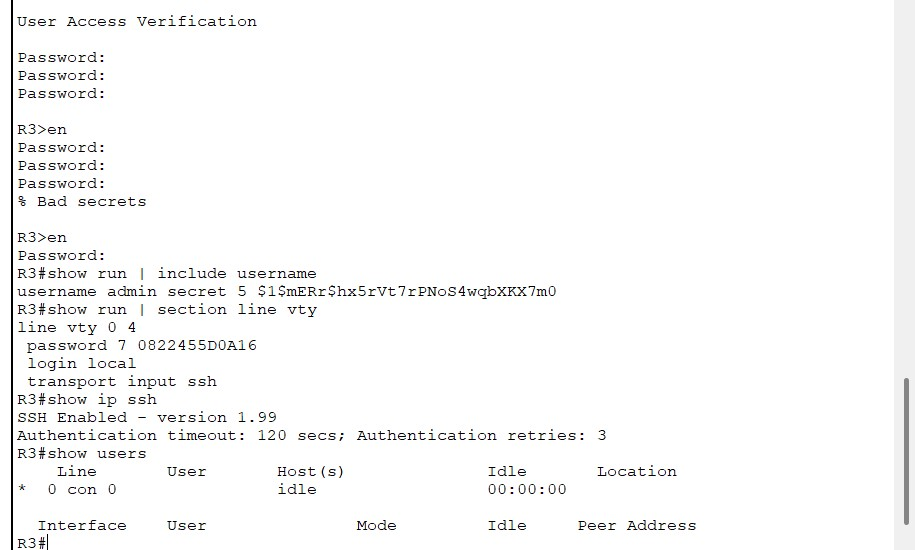 User Access Verification
Password:
Password:
Password:
R3>en
Password:
Password:
Password:
% Bad secrets
R3>en
Password:
R3#show run | include username
username admin secret 5 $1$mERr$hx5rVt7rPNoS4wqbXKX7m0
R3#show run | section line vty
line vty 0 4
password 7 0822455D0A16
login local
transport input ssh
R3#show ip ssh
SSH Enabled - version 1.99
Authentication timeout: 120 secs; Authentication retries: 3
R3#show users
Line User Host(s) Idle Location
* 0 con 0 idle 00:00:00
Interface User Mode Idle Peer Address
R3#